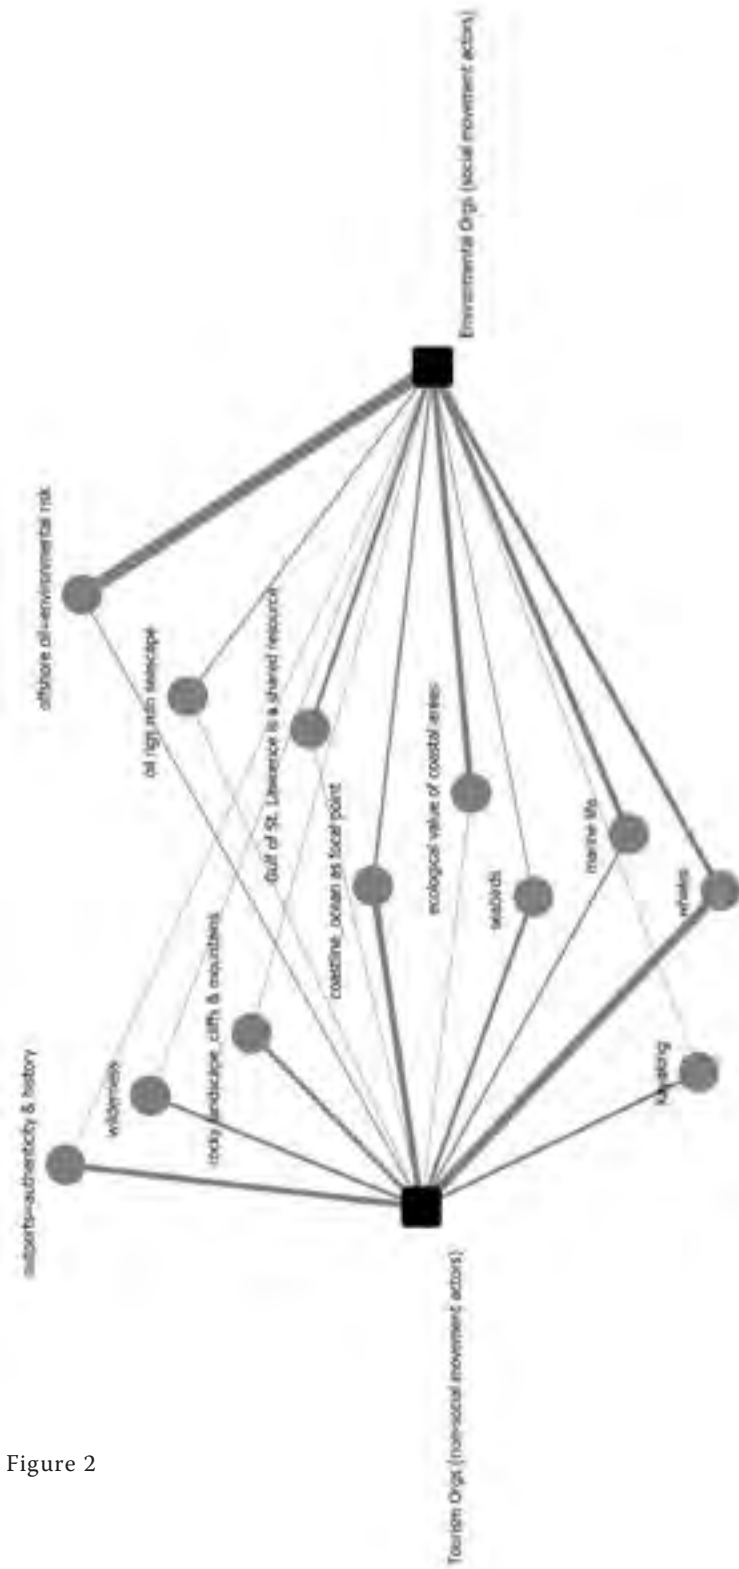 Environmental Orgs (social movement actors)
offshore oil=environmental risk
oil rigs into seascape
Gulf of St. Lawrence is a shared resource
coastline_ocean as focal point
ecological value of coastal areas
seabirds
marine life
whales
outports=authenticity & history
wilderness
rocky landscape_cliffs & mountains
kayaking
Tourism Orgs (non-social movement actors)
Figure 2